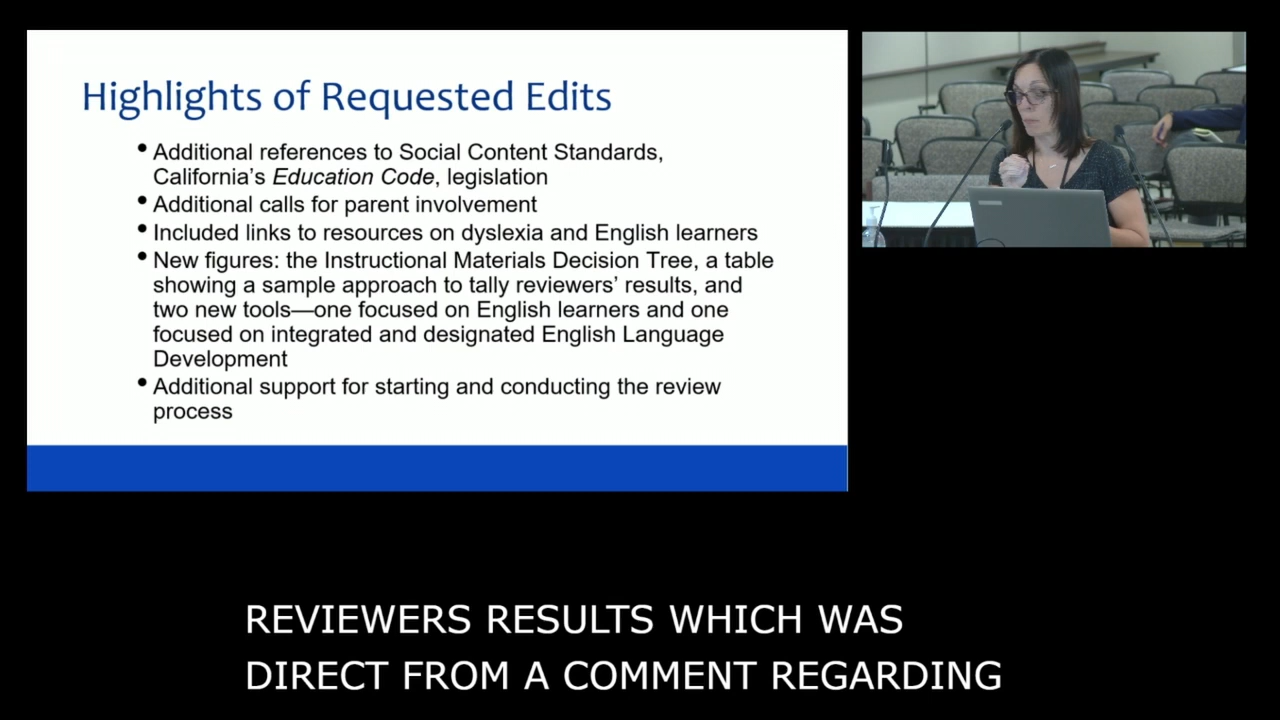 Highlights of Requested Edits
• Additional references to Social Content Standards,
California’s Education Code, legislation
• Additional calls for parent involvement
• Included links to resources on dyslexia and English learners
• New figures: the Instructional Materials Decision Tree, a table
showing a sample approach to tally reviewers’ results, and
two new tools—one focused on English learners and one
focused on integrated and designated English Language
Development
• Additional support for starting and conducting the review
process
REVIEWERS RESULTS WHICH WAS
DIRECT FROM A COMMENT REGARDING